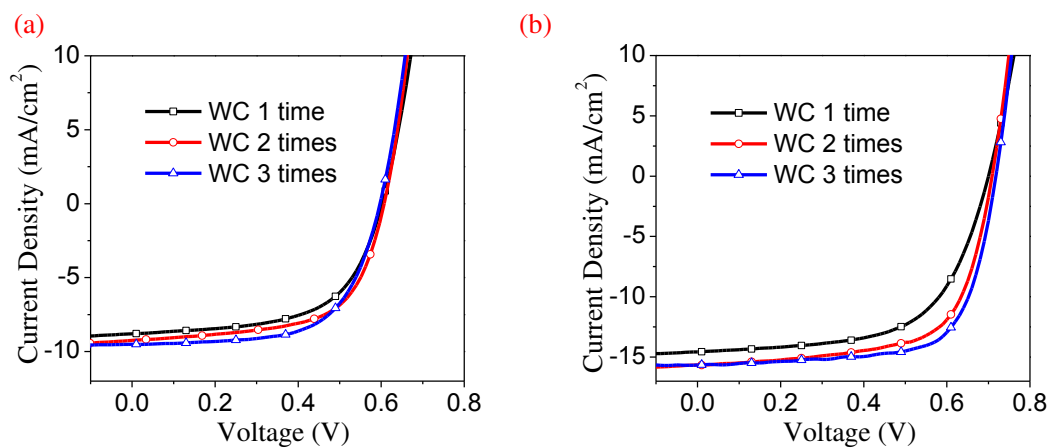 (a)
10
5
0
-5
-10
Current Density (mA/cm²)
WC 1 time
WC 2 times
WC 3 times
0.0 0.2 0.4 0.6 0.8
Voltage (V)
(b)
10
5
0
-5
-10
-15
Current Density (mA/cm²)
WC 1 time
WC 2 times
WC 3 times
0.0 0.2 0.4 0.6 0.8
Voltage (V)